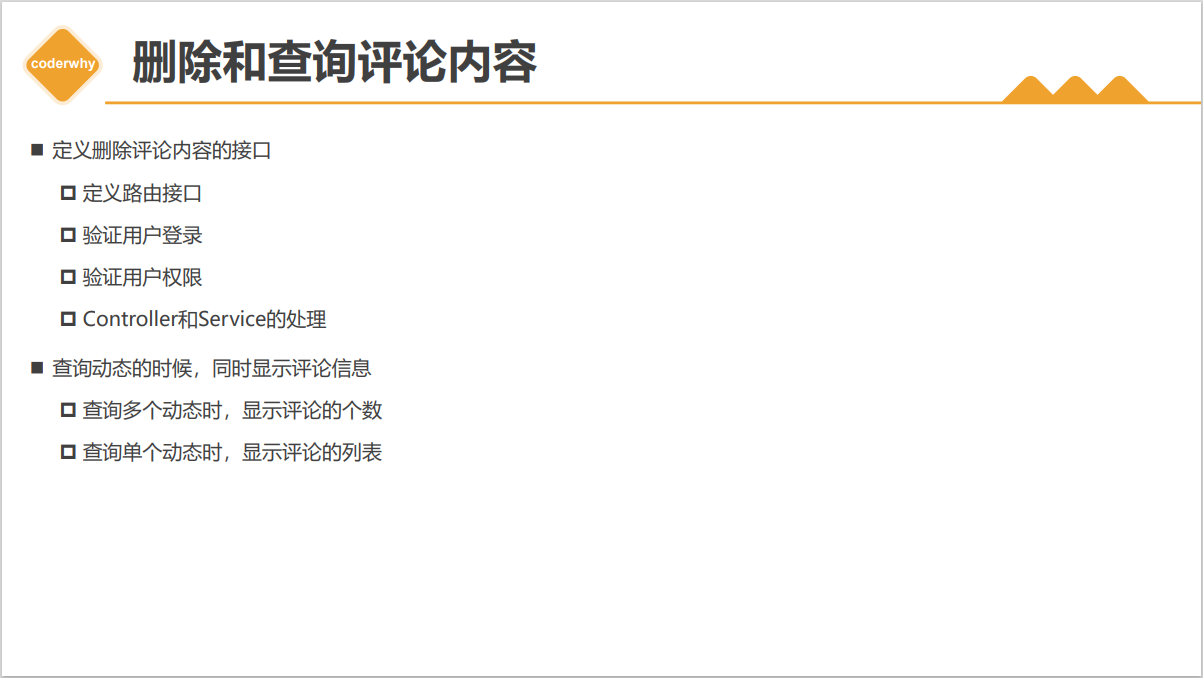 coderwhy
删除和查询评论内容
定义删除评论内容的接口
定义路由接口
验证用户登录
验证用户权限
Controller和Service的处理
查询动态的时候，同时显示评论信息
查询多个动态时，显示评论的个数
查询单个动态时，显示评论的列表